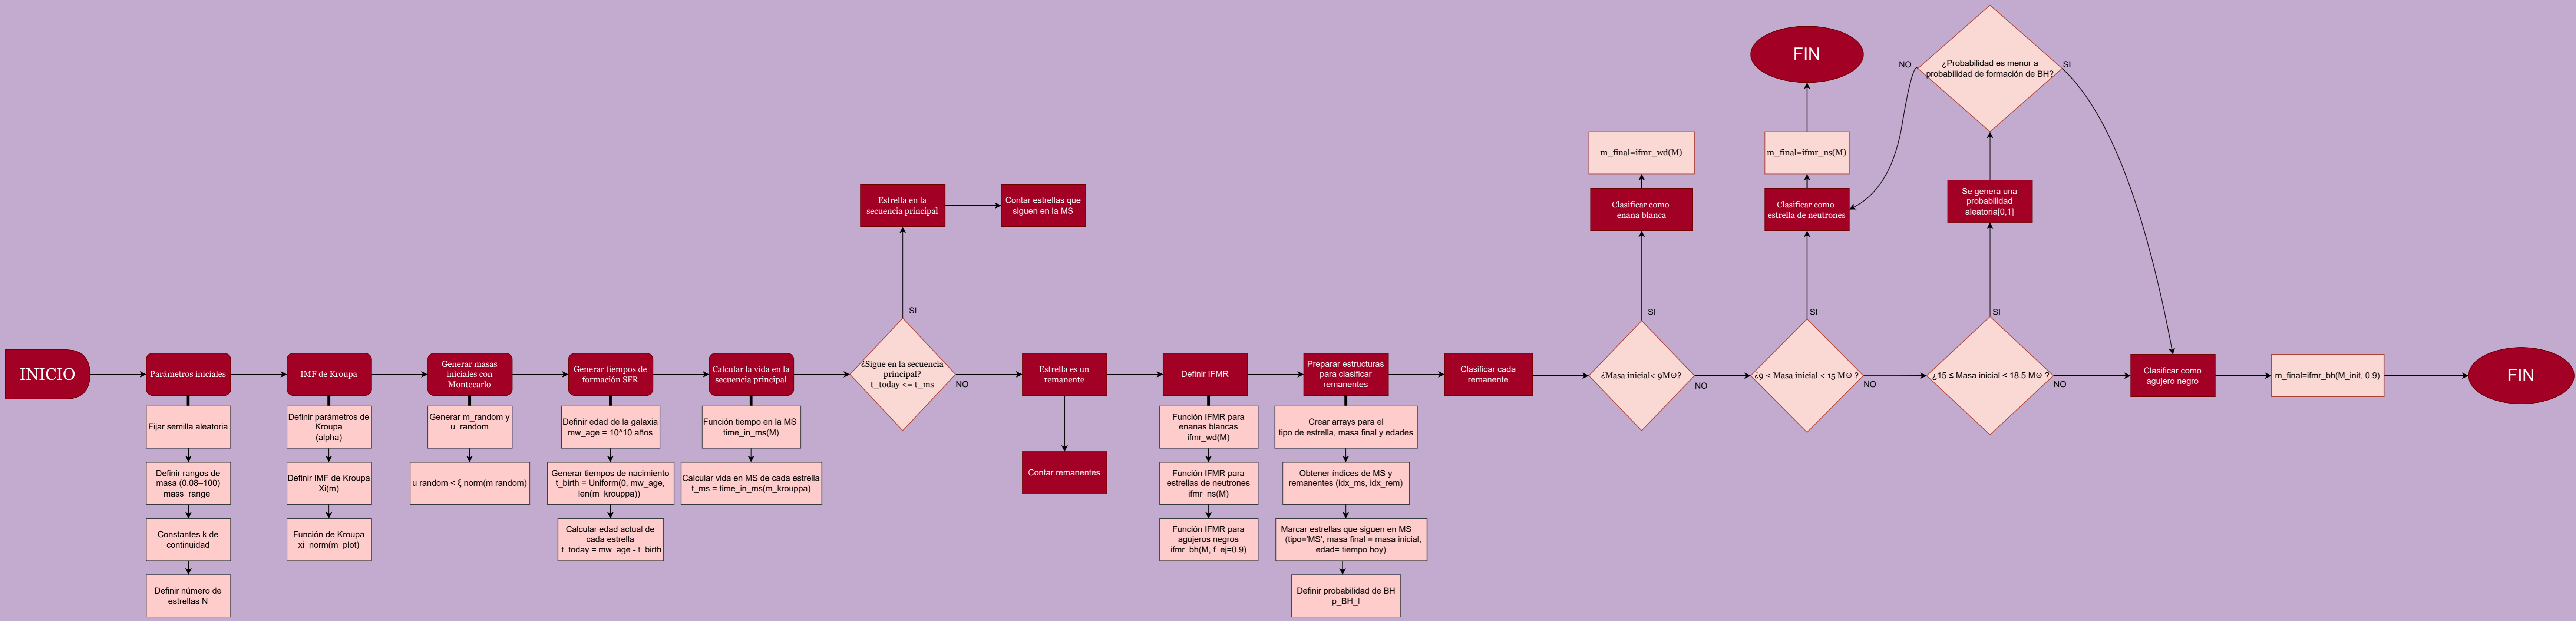 INICIO
Parámetros iniciales
Fijar semilla aleatoria
Definir rangos de
masa (0.08–100)
mass_range
Constantes k de
continuidad
Definir número de
estrellas N
IMF de Kroupa
Definir parámetros de
Kroupa
(alpha)
Definir IMF de Kroupa
Xi(m)
Función de Kroupa
xi_norm(m_plot)
Generar masas
iniciales con
Montecarlo
Generar m_random y
u_random
u random < ξ norm(m random)
Generar tiempos de
formación SFR
Definir edad de la galaxia
mw_age = 10^10 años
Generar tiempos de nacimiento
t_birth = Uniform(0, mw_age,
len(m_krouppa))
Calcular edad actual de
cada estrella
t_today = mw_age - t_birth
Calcular la vida en la
secuencia principal
Función tiempo en la MS
time_in_ms(M)
Calcular vida en MS de cada estrella
t_ms = time_in_ms(m_krouppa)
¿Sigue en la secuencia
principal?
t_today <= t_ms
SI
Estrella en la
secuencia principal
Contar estrellas que
siguen en la MS
NO
Estrella es un
remanente
Contar remanentes
Definir IFMR
Función IFMR para
enanas blancas
ifmr_wd(M)
Función IFMR para
estrellas de neutrones
ifmr_ns(M)
Función IFMR para
agujeros negros
ifmr_bh(M, f_ej=0.9)
Preparar estructuras
para clasificar
remanentes
Crear arrays para el
tipo de estrella, masa final y edades
Obtener índices de MS y
remanentes (idx_ms, idx_rem)
Marcar estrellas que siguen en MS
(tipo='MS', masa final = masa inicial,
edad= tiempo hoy)
Definir probabilidad de BH
p_BH_l
Clasificar cada
remanente
¿Masa inicial< 9M☉?
SI
Clasificar como
enana blanca
m_final=ifmr_wd(M)
NO
¿9 ≤ Masa inicial < 15 M☉ ?
SI
Clasificar como
estrella de neutrones
m_final=ifmr_ns(M)
FIN
NO
¿15 ≤ Masa inicial < 18.5 M☉ ?
SI
Se genera una
probabilidad
aleatoria[0,1]
¿Probabilidad es menor a
probabilidad de formación de BH?
NO
SI
NO
Clasificar como
agujero negro
m_final=ifmr_bh(M_init, 0.9)
FIN